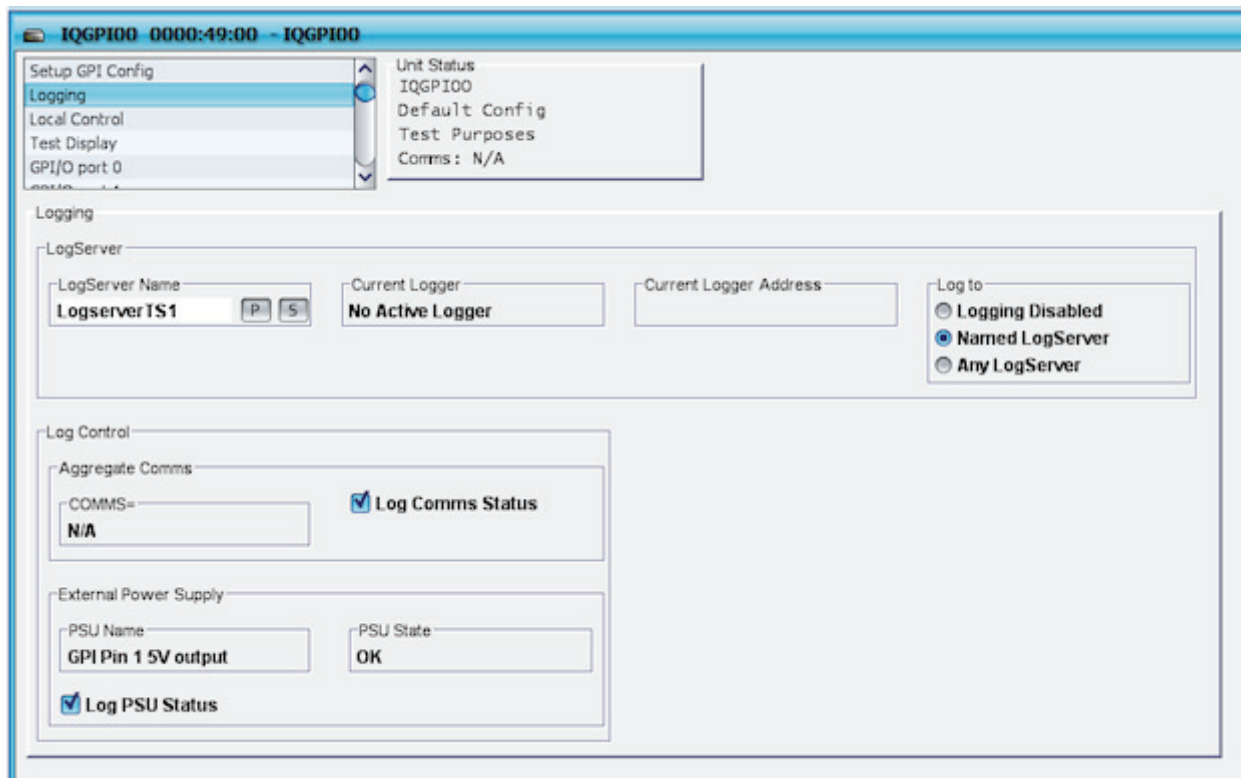 IQGPI00 0000:49:00 - IQGPI00
Setup GPI Config
Logging
Local Control
Test Display
GPI/O port 0
Unit Status
IQGPI00
Default Config
Test Purposes
Comms: N/A
Logging
LogServer
LogServer Name
LogserverTS1
P
S
Current Logger
No Active Logger
Current Logger Address
Log to
Logging Disabled
Named LogServer
Any LogServer
Log Control
Aggregate Comms
COMMS=
N/A
Log Comms Status
External Power Supply
PSU Name
GPI Pin 1 5V output
PSU State
OK
Log PSU Status